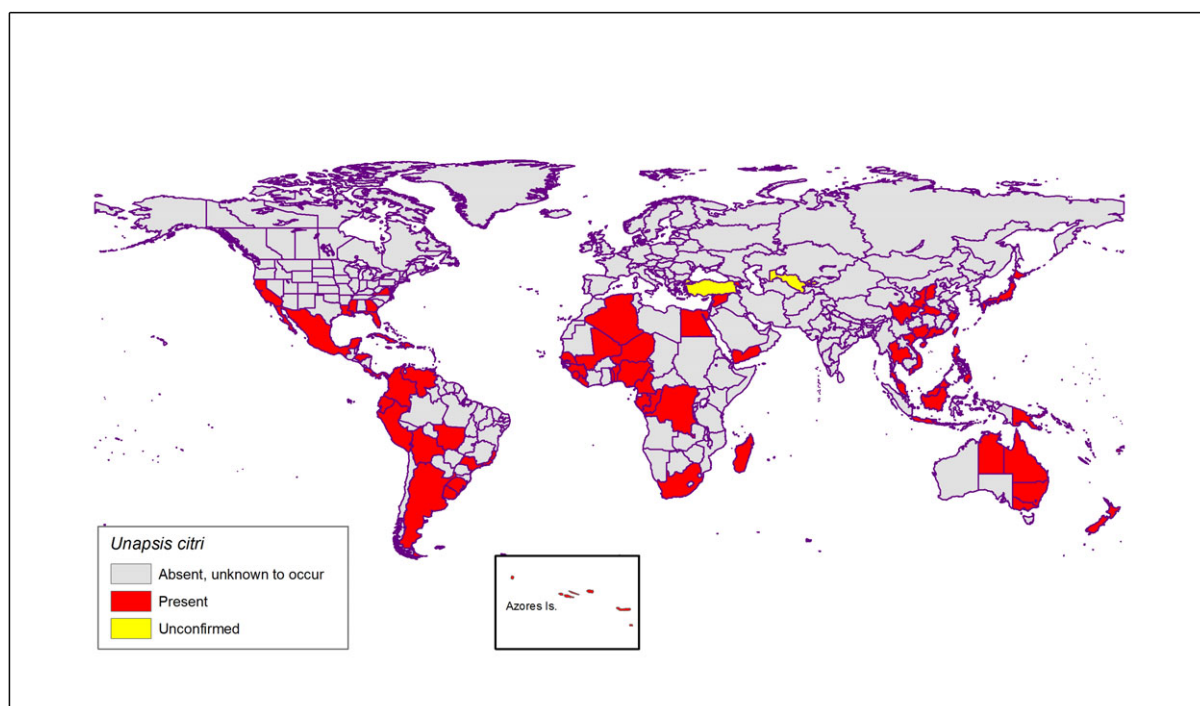 Unapsis citri
Absent, unknown to occur
Present
Unconfirmed
Azores Is.